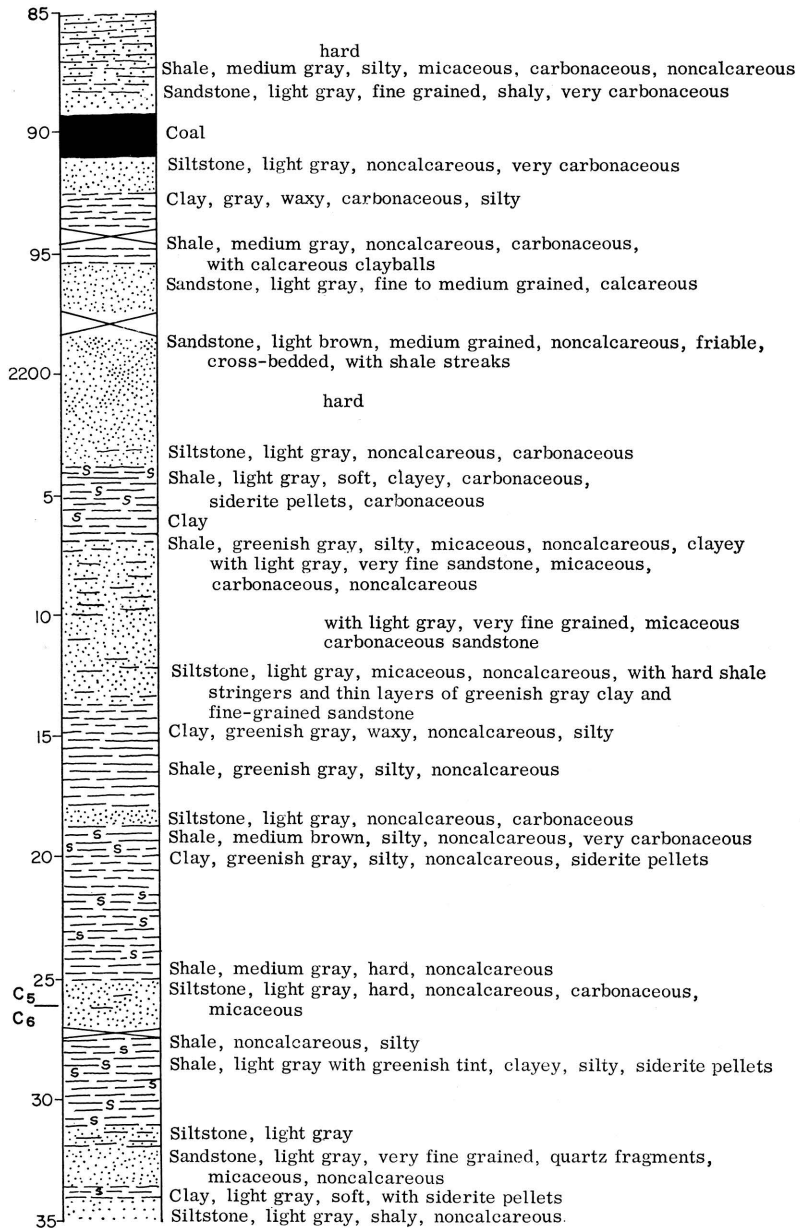 85
hard
Shale, medium gray, silty, micaceous, carbonaceous, noncalcareous
Sandstone, light gray, fine grained, shaly, very carbonaceous
90 Coal
Siltstone, light gray, noncalcareous, very carbonaceous
Clay, gray, waxy, carbonaceous, silty
Shale, medium gray, noncalcareous, carbonaceous,
95 with calcareous clayballs
Sandstone, light gray, fine to medium grained, calcareous
Sandstone, light brown, medium grained, noncalcareous, friable,
cross-bedded, with shale streaks
2200
hard
Siltstone, light gray, noncalcareous, carbonaceous
S S
Shale, light gray, soft, clayey, carbonaceous,
S
5 S siderite pellets, carbonaceous
S Clay
Shale, greenish gray, silty, micaceous, noncalcareous, clayey
with light gray, very fine sandstone, micaceous,
carbonaceous, noncalcareous
10 with light gray, very fine grained, micaceous
carbonaceous sandstone
Siltstone, light gray, micaceous, noncalcareous, with hard shale
stringers and thin layers of greenish gray clay and
fine-grained sandstone
15 Clay, greenish gray, waxy, noncalcareous, silty
Shale, greenish gray, silty, noncalcareous
Siltstone, light gray, noncalcareous, carbonaceous
S Shale, medium brown, silty, noncalcareous, very carbonaceous
S S
20 Clay, greenish gray, silty, noncalcareous, siderite pellets
S S
S
S
S
Shale, medium gray, hard, noncalcareous
25 Siltstone, light gray, hard, noncalcareous, carbonaceous,
C5
micaceous
C6
Shale, noncalcareous, silty
S
S Shale, light gray with greenish tint, clayey, silty, siderite pellets
S S
30 S
S
Siltstone, light gray
Sandstone, light gray, very fine grained, quartz fragments,
micaceous, noncalcareous
S Clay, light gray, soft, with siderite pellets
35 Siltstone, light gray, shaly, noncalcareous.